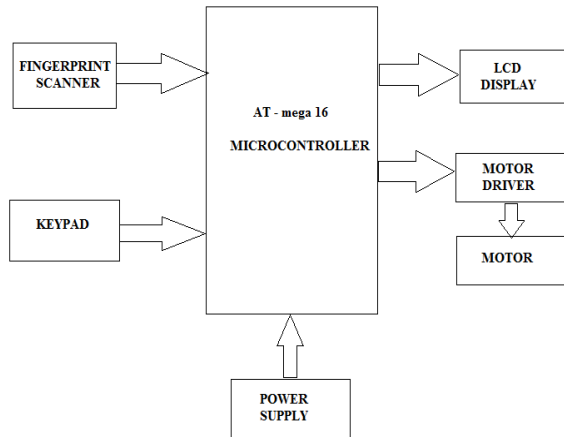 FINGERPRINT
SCANNER
LCD
DISPLAY
AT - mega 16
MICROCONTROLLER
MOTOR
DRIVER
KEYPAD
MOTOR
POWER
SUPPLY